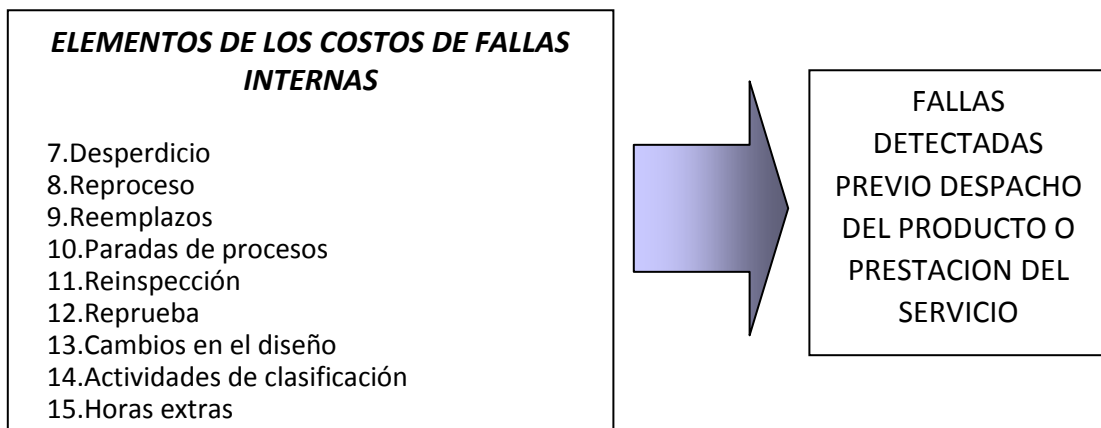 ELEMENTOS DE LOS COSTOS DE FALLAS
INTERNAS
7.Desperdicio
8.Reproceso
9.Reemplazos
10.Paradas de procesos
11.Reinspección
12.Reprueba
13.Cambios en el diseño
14.Actividades de clasificación
15.Horas extras
FALLAS
DETECTADAS
PREVIO DESPACHO
DEL PRODUCTO O
PRESTACION DEL
SERVICIO